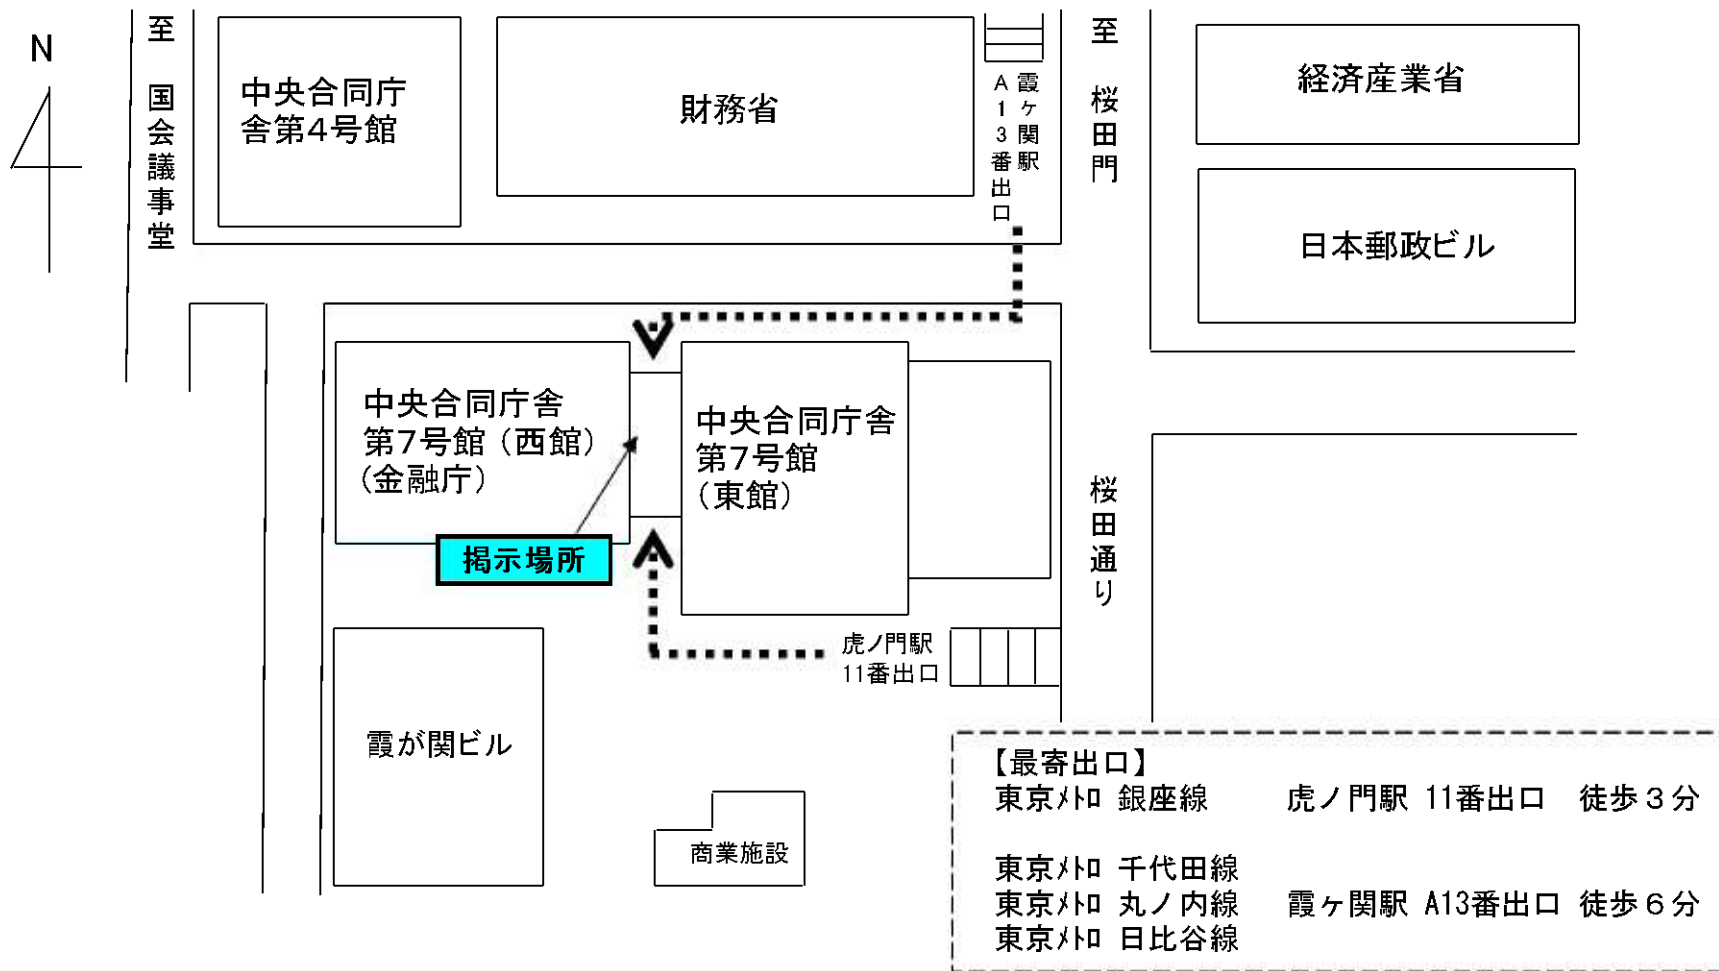 N
至 国会議事堂
中央合同庁
舎第4号館
財務省
霞ヶ関駅
A13番出口
至 桜田門
経済産業省
日本郵政ビル
中央合同庁舎
第7号館（西館）
（金融庁）
中央合同庁舎
第7号館
（東館）
掲示場所
桜田通り
虎ノ門駅
11番出口
霞が関ビル
商業施設
【最寄出口】
東京ﾒﾄﾛ 銀座線 虎ノ門駅 11番出口 徒歩３分
東京ﾒﾄﾛ 千代田線
東京ﾒﾄﾛ 丸ノ内線 霞ヶ関駅 A13番出口 徒歩６分
東京ﾒﾄﾛ 日比谷線